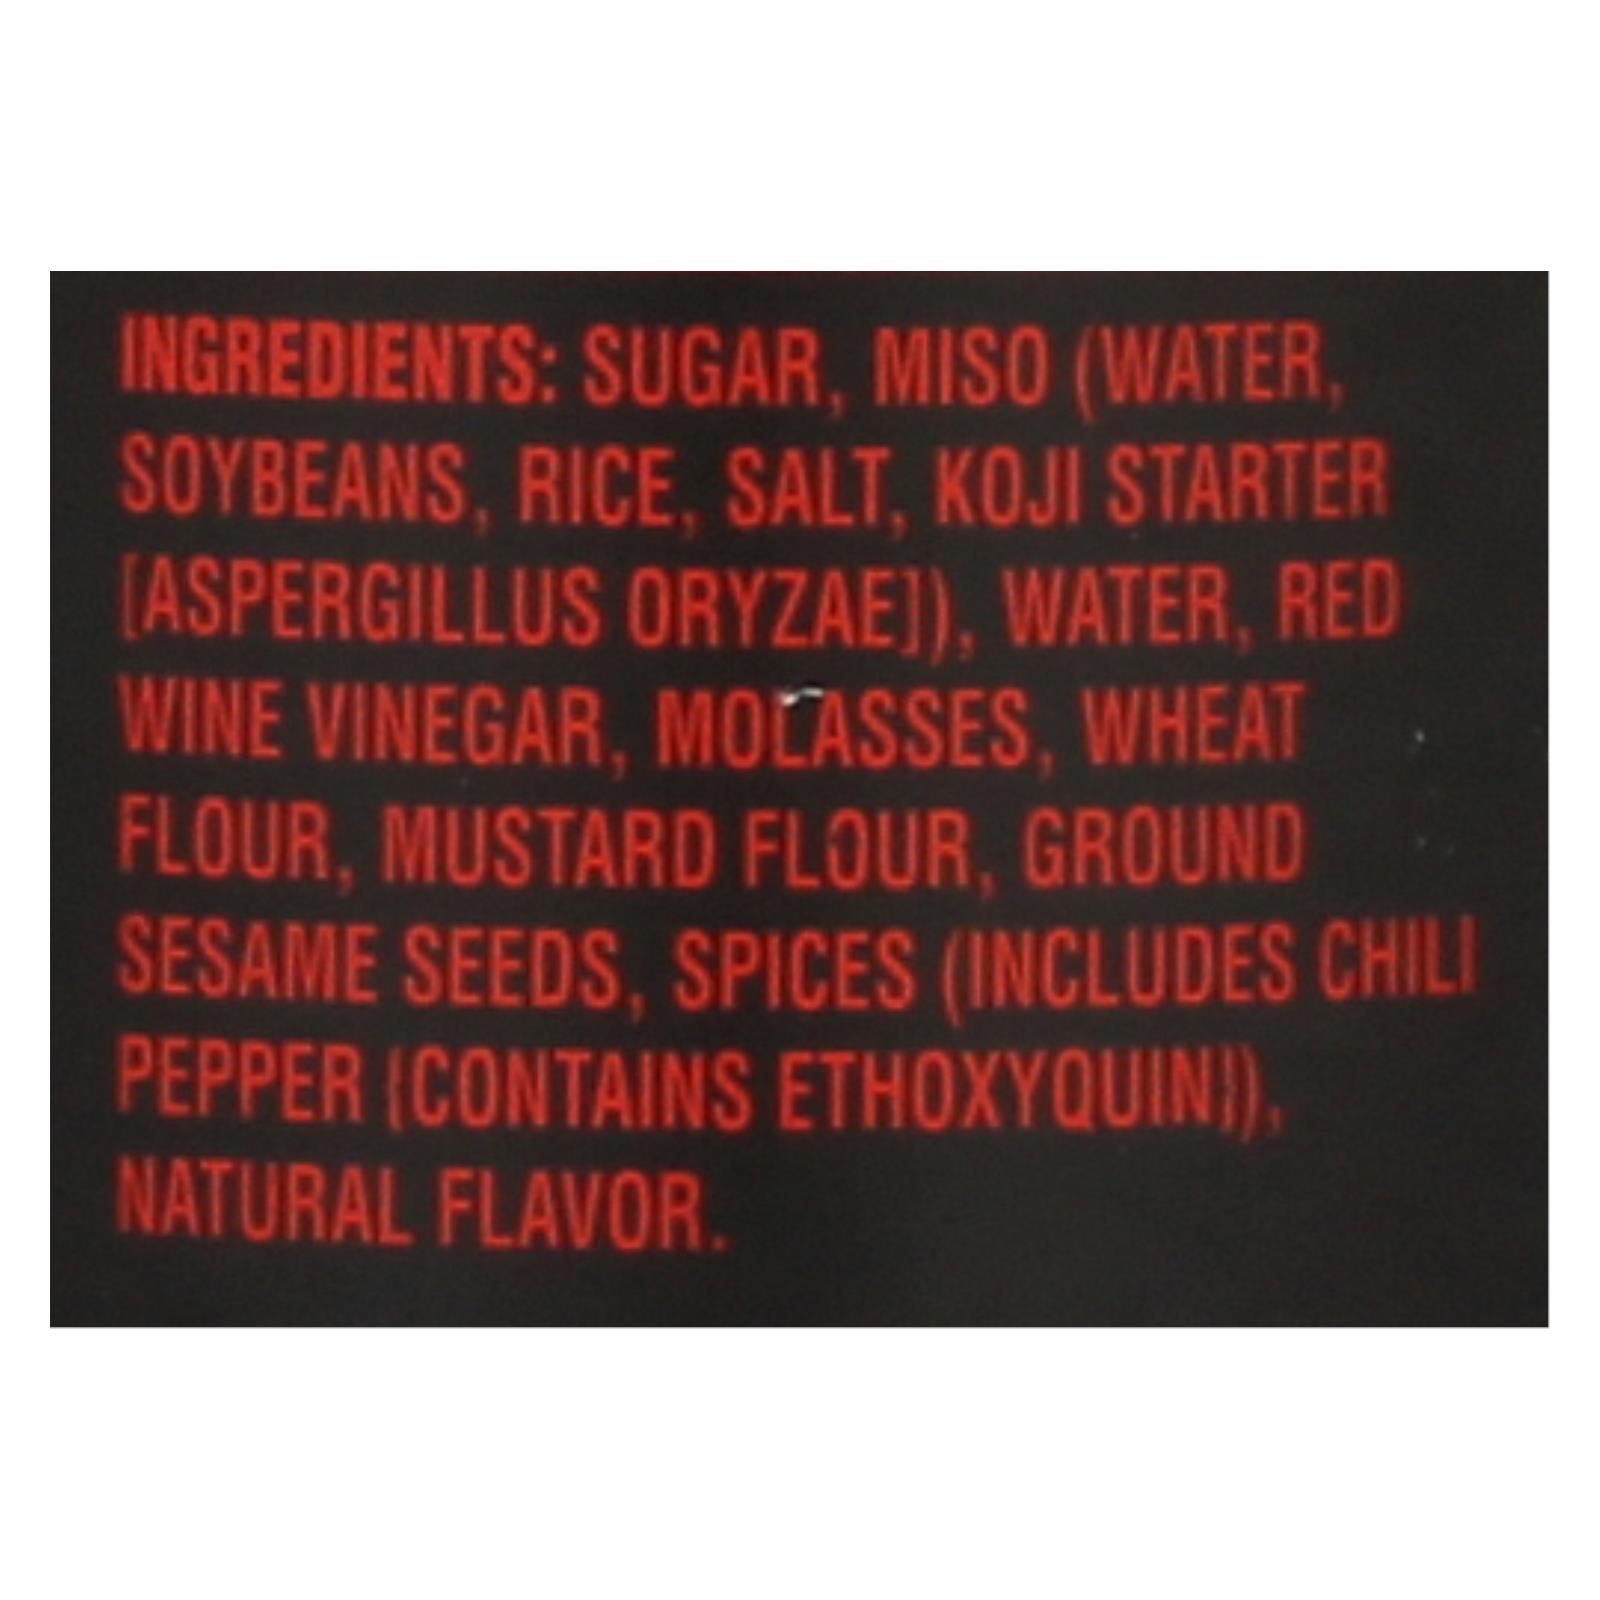 INGREDIENTS: SUGAR, MISO (WATER,
SOYBEANS, RICE, SALT, KOJI STARTER
[ASPERGILLUS ORYZAE]), WATER, RED
WINE VINEGAR, MOLASSES, WHEAT
FLOUR, MUSTARD FLOUR, GROUND
SESAME SEEDS, SPICES (INCLUDES CHILI
PEPPER [CONTAINS ETHOXYQUIN]),
NATURAL FLAVOR.